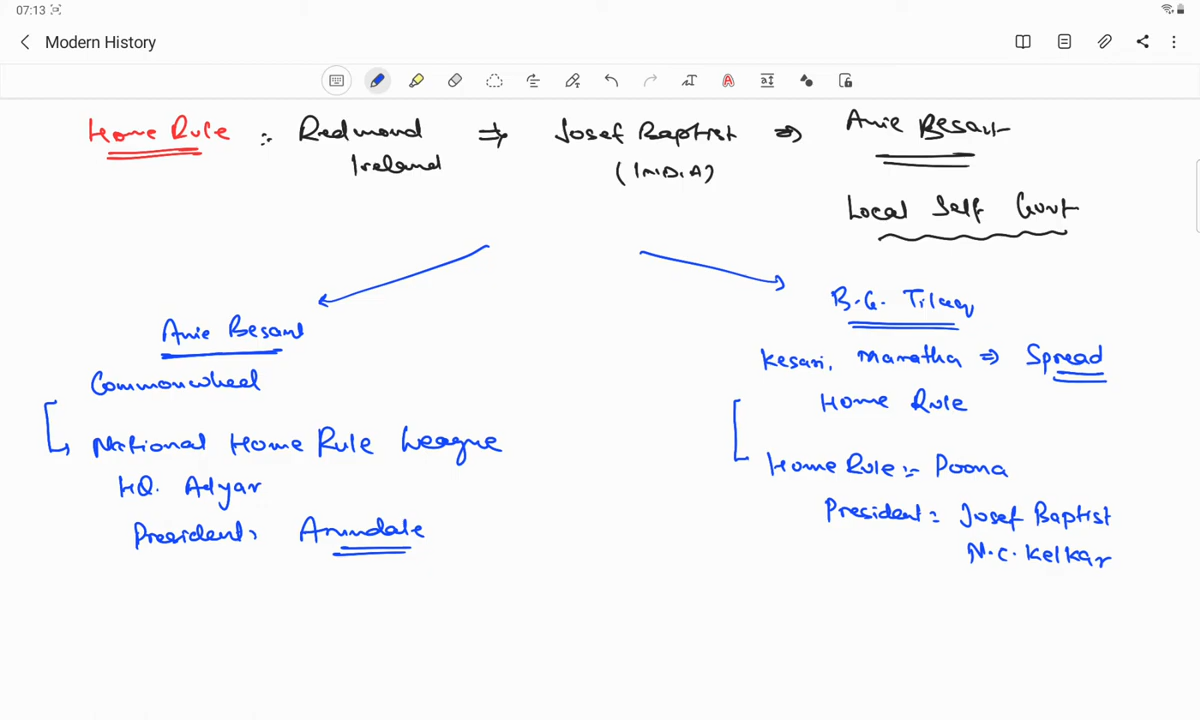 07:13
Modern History
Home Rule :- Redmond ⇒ Josef Baptist ⇒ Anie Besant
Ireland (INDIA)
Local Self Govt
Anie Besant
Commonwheel
National Home Rule League
HQ. Adyar
President:
B.G. Tilak
Kesari, Maratha ⇒ Spread
Home Rule
Home Rule :- Poona
President = Josef Baptist
N.C. Kelkar